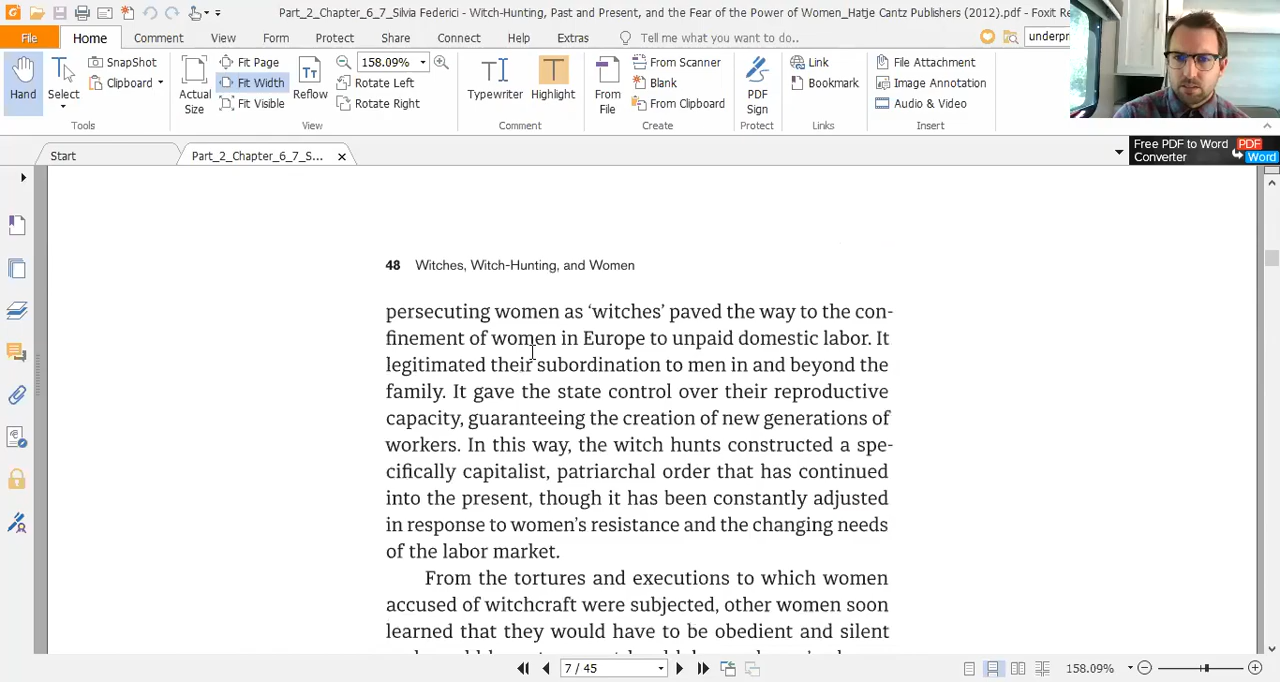 Part_2_Chapter_6_7_Silvia Federici - Witch-Hunting, Past and Present, and the Fear of the Power of Women_Hatje Cantz Publishers (2012).pdf - Foxit Re
File Home Comment View Form Protect Share Connect Help Extras Tell me what you want to do.. underpr
Hand
Select
SnapShot
Clipboard
Tools
Actual Size
Fit Page
Fit Width
Fit Visible
Reflow
158.09%
Rotate Left
Rotate Right
View
Typewriter
Highlight
Comment
From File
From Scanner
Blank
From Clipboard
Create
PDF Sign
Protect
Link
Bookmark
Links
File Attachment
Image Annotation
Audio & Video
Insert
Start Part_2_Chapter_6_7_S...
Free PDF to Word PDF
Converter Word
48 Witches, Witch-Hunting, and Women
persecuting women as ‘witches’ paved the way to the con-
finement of women in Europe to unpaid domestic labor. It
legitimated their subordination to men in and beyond the
family. It gave the state control over their reproductive
capacity, guaranteeing the creation of new generations of
workers. In this way, the witch hunts constructed a spe-
cifically capitalist, patriarchal order that has continued
into the present, though it has been constantly adjusted
in response to women’s resistance and the changing needs
of the labor market.
From the tortures and executions to which women
accused of witchcraft were subjected, other women soon
learned that they would have to be obedient and silent
7 / 45 158.09%